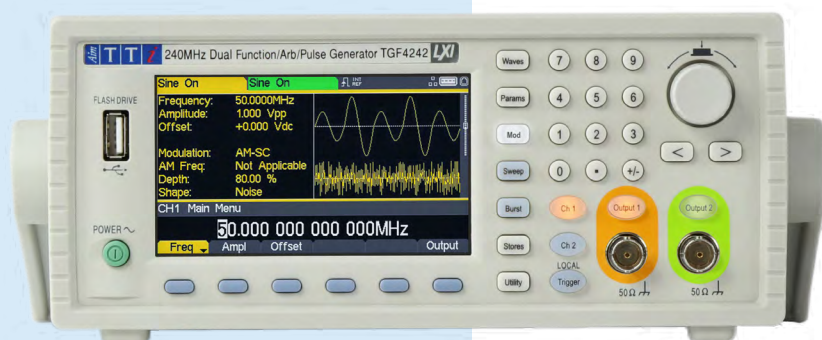 Aim TTi 240MHz Dual Function/Arb/Pulse Generator TGF4242 LXI
FLASH DRIVE
POWER
Sine On Sine On INT REF
Frequency: 50.0000MHz
Amplitude: 1.000 Vpp
Offset: +0.000 Vdc
Modulation: AM-SC
AM Freq: Not Applicable
Depth: 80.00 %
Shape: Noise
CH1 Main Menu
50.000 000 000 000MHz
Freq Ampl Offset Output
Waves 7 8 9
Params 4 5 6
Mod 1 2 3 < >
Sweep 0 • +/-
Burst Ch 1 Output 1 Output 2
Stores Ch 2
LOCAL
Utility Trigger 50Ω 50Ω